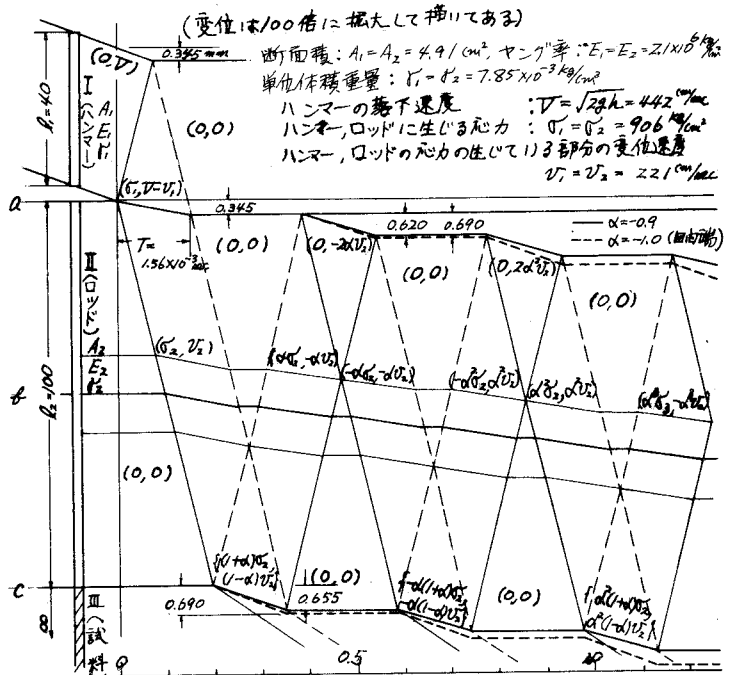 (変位は100倍に拡大して描いてある)
断面積: A₁=A₂=4.91 cm², ヤング率: E₁=E₂=2.1×10⁶ kg/cm²
単位体積重量: γ₁=γ₂=7.85×10⁻³ kg/cm³
ハンマーの落下速度 : V=√2gh=442 cm/sec
ハンマー, ロッドに生じる応力 : σ₁=σ₂=906 kg/cm²
ハンマー, ロッドの応力の生じている部分の変位速度
v₁=v₂=221 cm/sec
(0,V)
0.345mm
l₁=40
I(ハンマー)
A₁
E₁
γ₁
(0,0)
(σ₁,V-v₁)
a
0.345
0.620
0.690
α=-0.9
α=-1.0(自由端)
T=
1.56×10⁻³sec
(0,0)
(0,-2αv₂)
(0,0)
(0,2α²v₂)
(0,0)
II(ロッド)
A₂
E₂
γ₂
l₂=100
(σ₂,v₂)
(ασ₂,-αv₂)
(-ασ₂,-αv₂)
(-α²σ₂,α²v₂)
(α²σ₂,α²v₂)
b
(0,0)
c
{(1+α)σ₂,
(1-α)v₂}
(0,0)
{-α(1+α)σ₂,
-α(1-α)v₂}
(0,0)
{α²(1+α)σ₂,
α²(1-α)v₂}
0.690
0.655
∞
III(試料
0
0.5